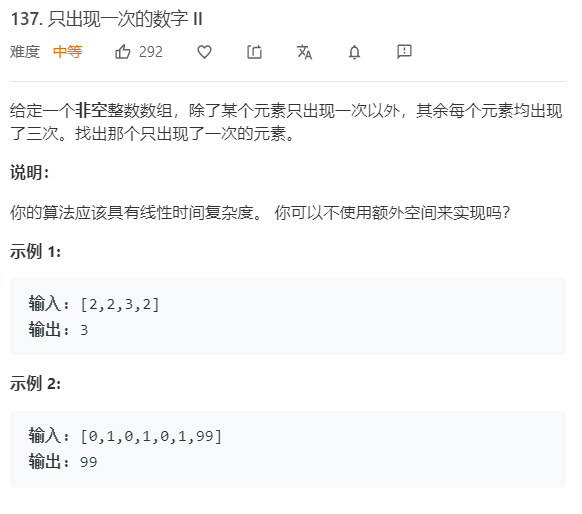 137. 只出现一次的数字 II
难度 中等 292
给定一个非空整数数组，除了某个元素只出现一次以外，其余每个元素均出现
了三次。找出那个只出现了一次的元素。
说明：
你的算法应该具有线性时间复杂度。 你可以不使用额外空间来实现吗？
示例 1:
输入：[2,2,3,2]
输出：3
示例 2:
输入：[0,1,0,1,0,1,99]
输出：99